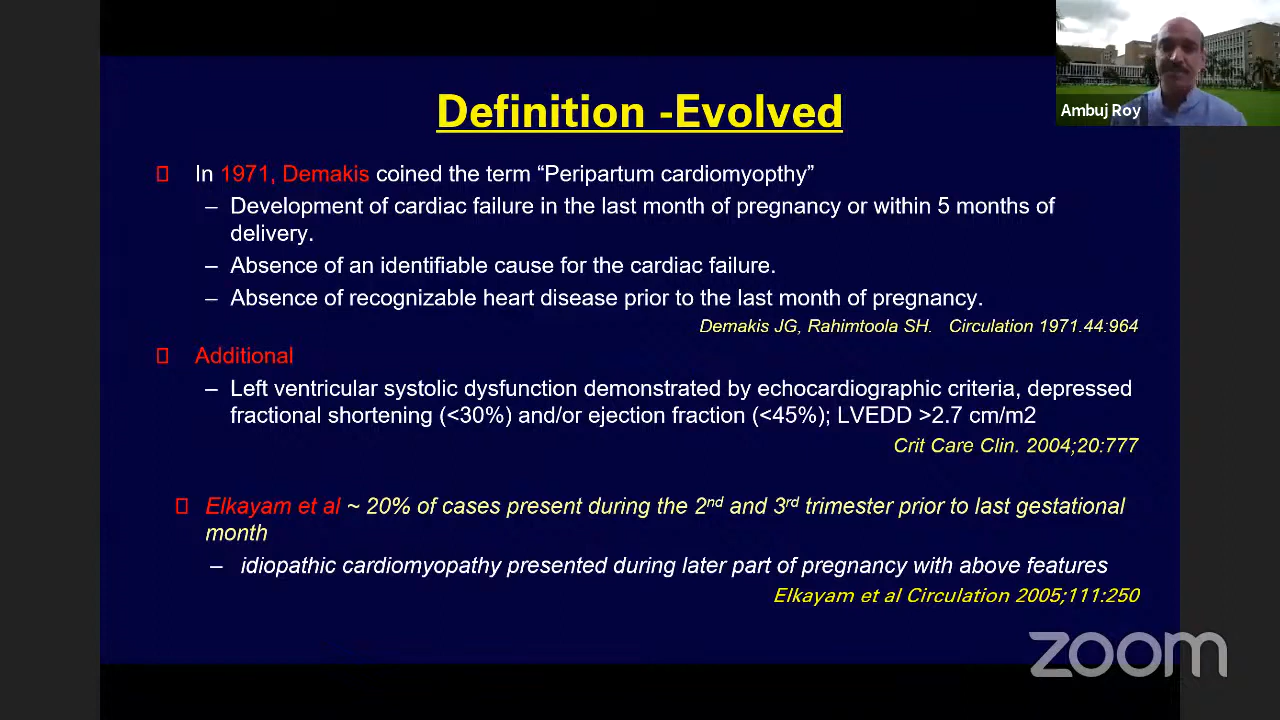 Ambuj Roy
Definition -Evolved
In 1971, Demakis coined the term “Peripartum cardiomyopthy”
– Development of cardiac failure in the last month of pregnancy or within 5 months of
delivery.
– Absence of an identifiable cause for the cardiac failure.
– Absence of recognizable heart disease prior to the last month of pregnancy.
Demakis JG, Rahimtoola SH. Circulation 1971.44:964
Additional
– Left ventricular systolic dysfunction demonstrated by echocardiographic criteria, depressed
fractional shortening (<30%) and/or ejection fraction (<45%); LVEDD >2.7 cm/m2
Crit Care Clin. 2004;20:777
Elkayam et al ~ 20% of cases present during the 2nd and 3rd trimester prior to last gestational
month
– idiopathic cardiomyopathy presented during later part of pregnancy with above features
Elkayam et al Circulation 2005;111:250
zoom